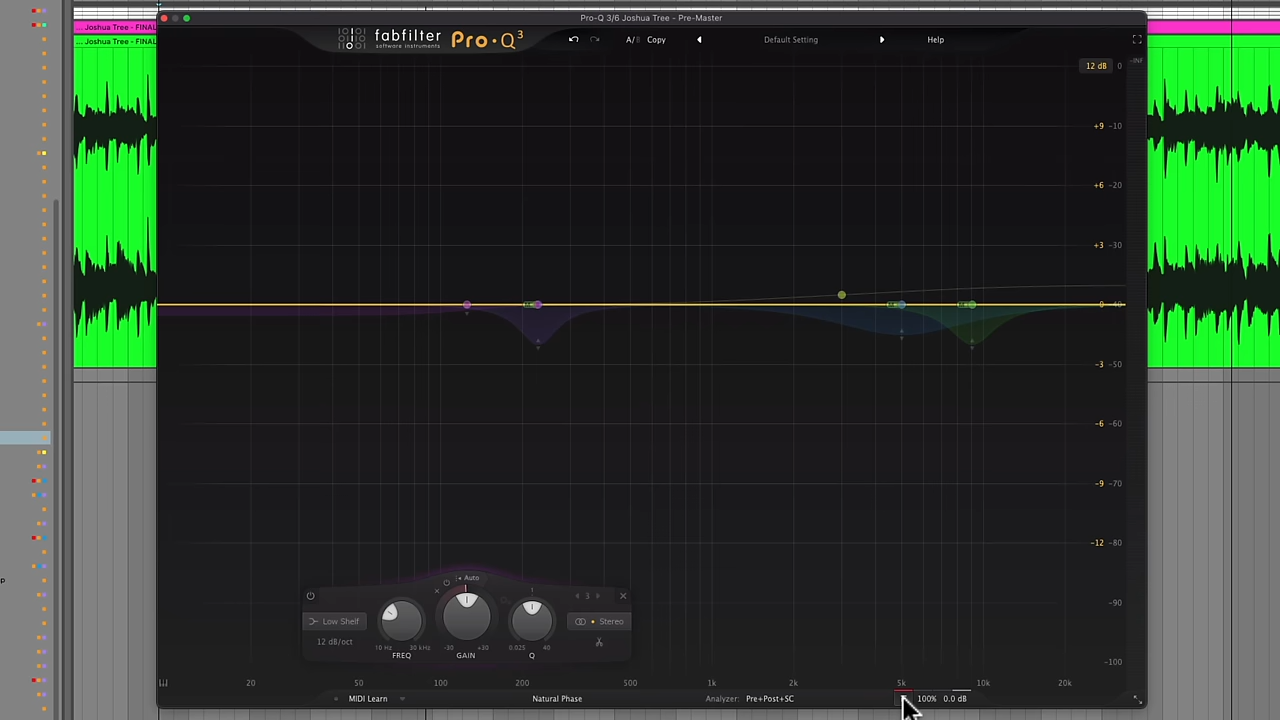 Pro-Q 3/6 Joshua Tree - Pre-Master
... Joshua Tree - FINAL
... Joshua Tree - FINAL
fabfilter
software instruments
Pro·Q³
A/ Copy
Default Setting
Help
-INF
12 dB 0
+9 -10
+6 -20
+3 -30
0 -40
-3 -50
-6 -60
-9 -70
-12 -80
-90
-100
Auto
3
Low Shelf
12 dB/oct
10 Hz 30 kHz
FREQ
-30 +30
GAIN
0.025 40
Q
Stereo
20 50 100 200 500 1k 2k 5k 10k 20k
MIDI Learn
Natural Phase
Analyzer: Pre+Post+SC
100% 0.0 dB
p